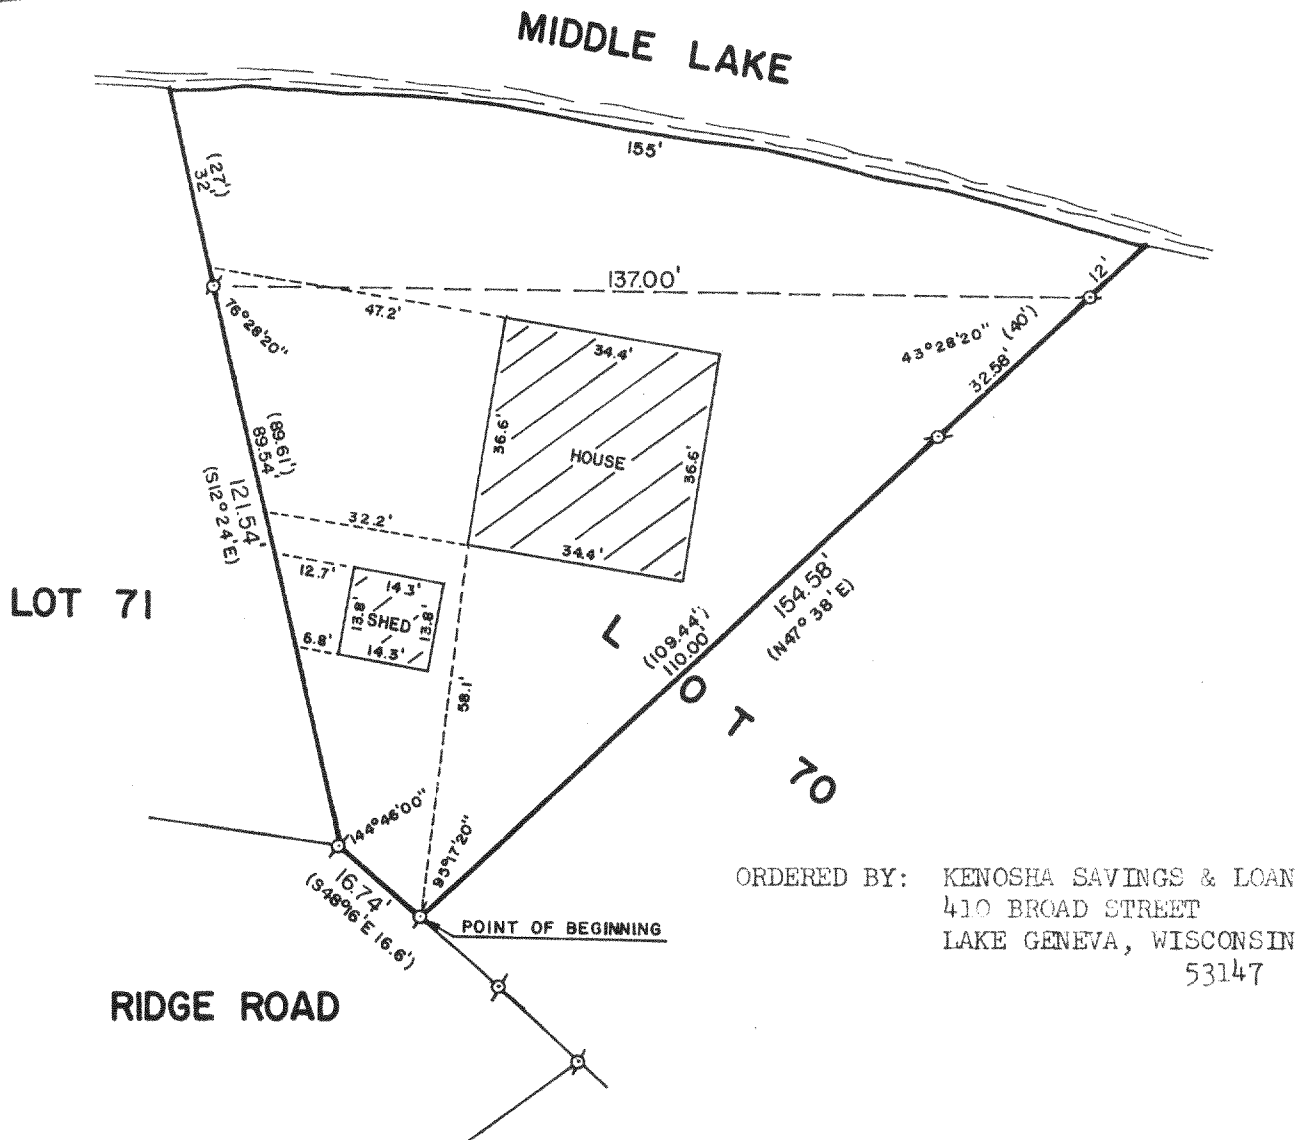 MIDDLE LAKE
155'
(27')
32'
12'
137.00'
47.2'
76°28'20"
43°28'20"
(40')
32.58'
34.4'
36.6'
HOUSE
36.6'
34.4'
(89.61')
89.54'
121.54'
(S12°24'E)
32.2'
12.7'
14.3'
13.8'
SHED
13.8'
14.3'
6.8'
LOT 71
58.1'
154.58'
(N47°38'E)
(109.44')
110.00'
LOT 70
144°46'00"
95°17'20"
16.74'
(S48°16'E 16.6')
POINT OF BEGINNING
ORDERED BY: KENOSHA SAVINGS & LOAN
410 BROAD STREET
LAKE GENEVA, WISCONSIN
53147
RIDGE ROAD